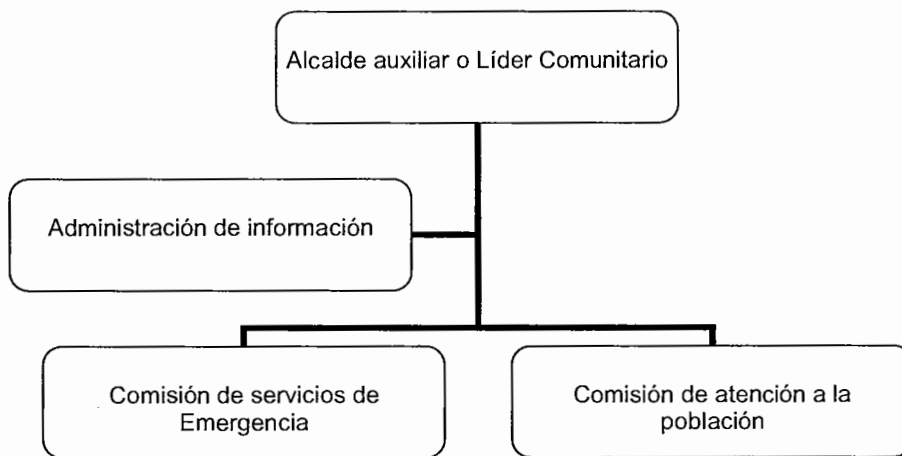 Alcalde auxiliar o Líder Comunitario
Administración de información
Comisión de servicios de
Emergencia
Comisión de atención a la
población